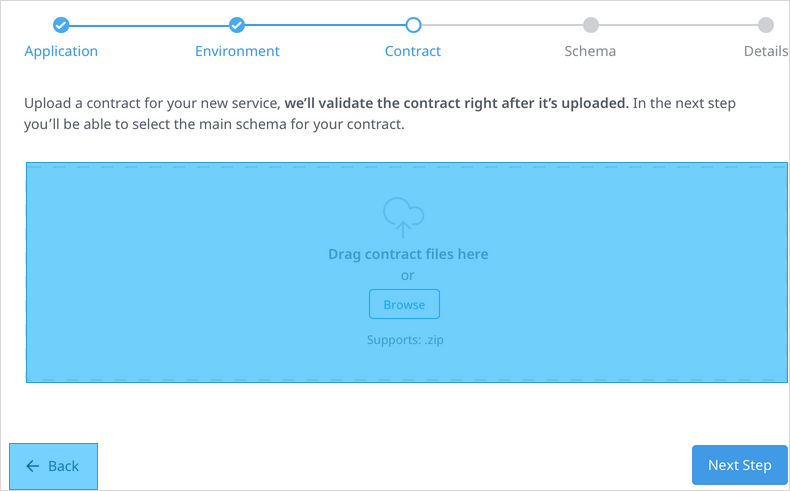 Application
Environment
Contract
Schema
Details
Upload a contract for your new service, we’ll validate the contract right after it’s uploaded. In the next step
you’ll be able to select the main schema for your contract.
Drag contract files here
or
Browse
Supports: .zip
Back
Next Step